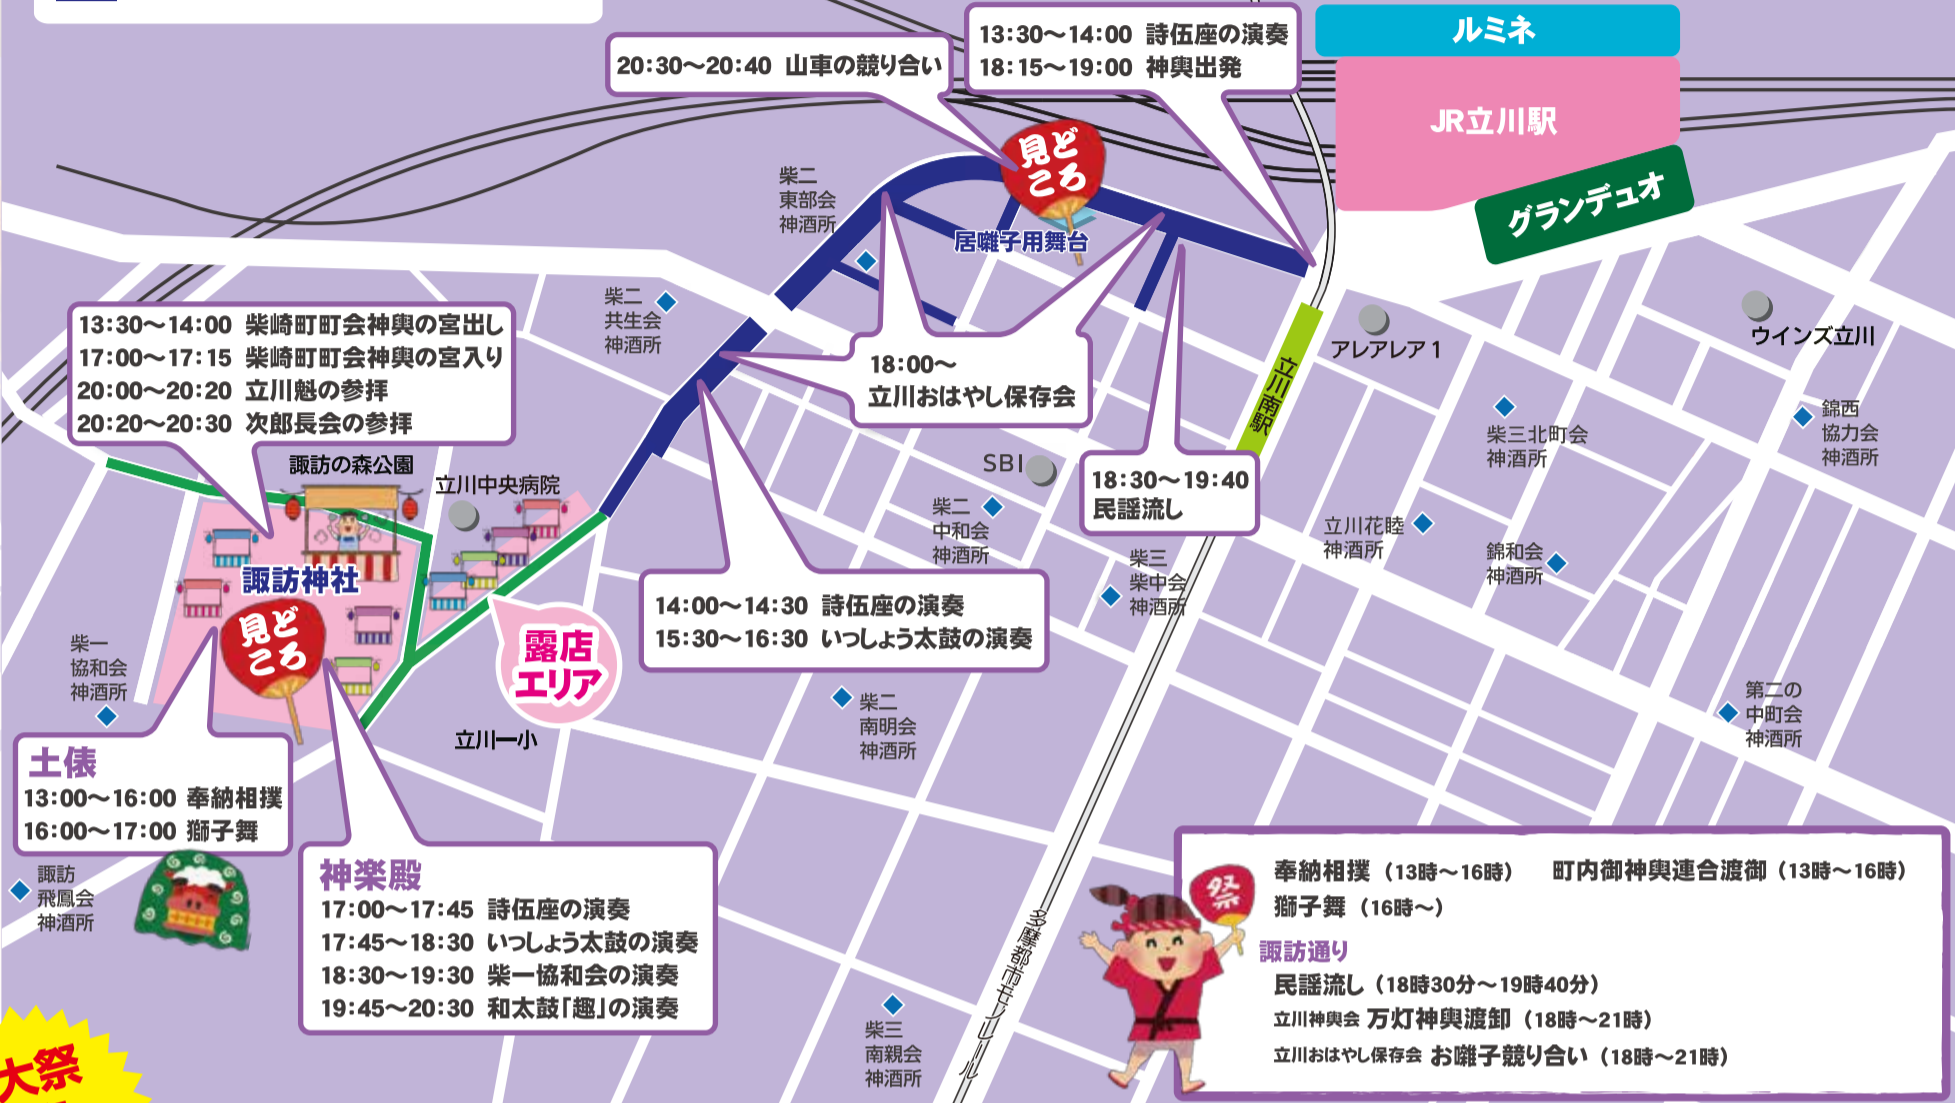 20:30〜20:40 山車の競り合い
13:30〜14:00 詩伍座の演奏
18:15〜19:00 神輿出発
ルミネ
JR立川駅
グランデュオ
見ど
ころ
居囃子用舞台
柴二
東部会
神酒所
柴二
共生会
神酒所
13:30〜14:00 柴崎町町会神輿の宮出し
17:00〜17:15 柴崎町町会神輿の宮入り
20:00〜20:20 立川魁の参拝
20:20〜20:30 次郎長会の参拝
18:00〜
立川おはやし保存会
立川南駅
アレアレア1
ウインズ立川
柴三北町会
神酒所
錦西
協力会
神酒所
諏訪の森公園
立川中央病院
SBI
18:30〜19:40
民謡流し
柴二
中和会
神酒所
立川花睦
神酒所
錦和会
神酒所
柴三
柴中会
神酒所
諏訪神社
見ど
ころ
露店
エリア
14:00〜14:30 詩伍座の演奏
15:30〜16:30 いっしょう太鼓の演奏
柴一
協和会
神酒所
柴二
南明会
神酒所
第二の
中町会
神酒所
立川一小
土俵
13:00〜16:00 奉納相撲
16:00〜17:00 獅子舞
諏訪
飛鳳会
神酒所
神楽殿
17:00〜17:45 詩伍座の演奏
17:45〜18:30 いっしょう太鼓の演奏
18:30〜19:30 柴一協和会の演奏
19:45〜20:30 和太鼓「趣」の演奏
多摩都市モノレール
柴三
南親会
神酒所
大祭
祭
奉納相撲（13時〜16時） 町内御神輿連合渡御（13時〜16時）
獅子舞（16時〜）
諏訪通り
民謡流し（18時30分〜19時40分）
立川神輿会 万灯神輿渡卸（18時〜21時）
立川おはやし保存会 お囃子競り合い（18時〜21時）